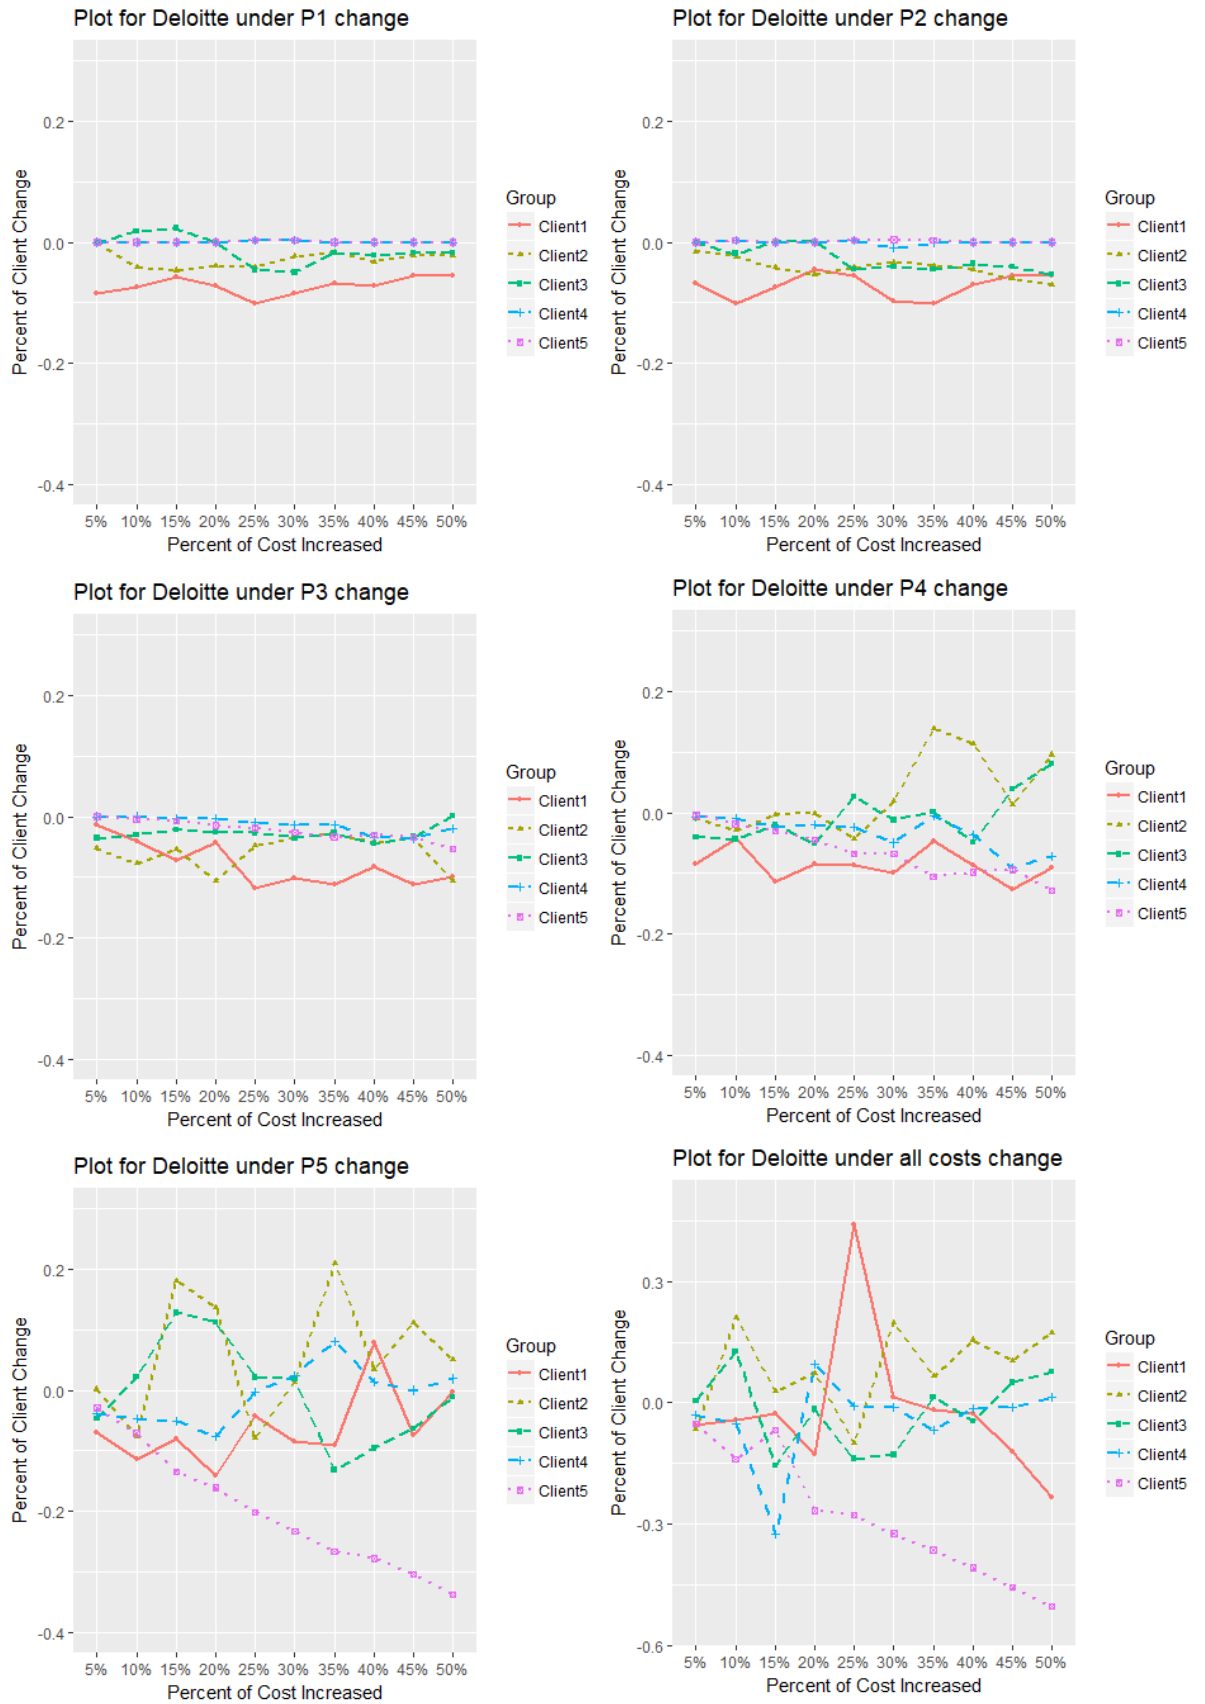 Plot for Deloitte under P1 change
0.2
0.0
-0.2
-0.4
Percent of Client Change
5% 10% 15% 20% 25% 30% 35% 40% 45% 50%
Percent of Cost Increased
Group
Client1
Client2
Client3
Client4
Client5
Plot for Deloitte under P2 change
0.2
0.0
-0.2
-0.4
Percent of Client Change
5% 10% 15% 20% 25% 30% 35% 40% 45% 50%
Percent of Cost Increased
Group
Client1
Client2
Client3
Client4
Client5
Plot for Deloitte under P3 change
0.2
0.0
-0.2
-0.4
Percent of Client Change
5% 10% 15% 20% 25% 30% 35% 40% 45% 50%
Percent of Cost Increased
Group
Client1
Client2
Client3
Client4
Client5
Plot for Deloitte under P4 change
0.2
0.0
-0.2
-0.4
Percent of Client Change
5% 10% 15% 20% 25% 30% 35% 40% 45% 50%
Percent of Cost Increased
Group
Client1
Client2
Client3
Client4
Client5
Plot for Deloitte under P5 change
0.2
0.0
-0.2
-0.4
Percent of Client Change
5% 10% 15% 20% 25% 30% 35% 40% 45% 50%
Percent of Cost Increased
Group
Client1
Client2
Client3
Client4
Client5
Plot for Deloitte under all costs change
0.3
0.0
-0.3
-0.6
Percent of Client Change
5% 10% 15% 20% 25% 30% 35% 40% 45% 50%
Percent of Cost Increased
Group
Client1
Client2
Client3
Client4
Client5